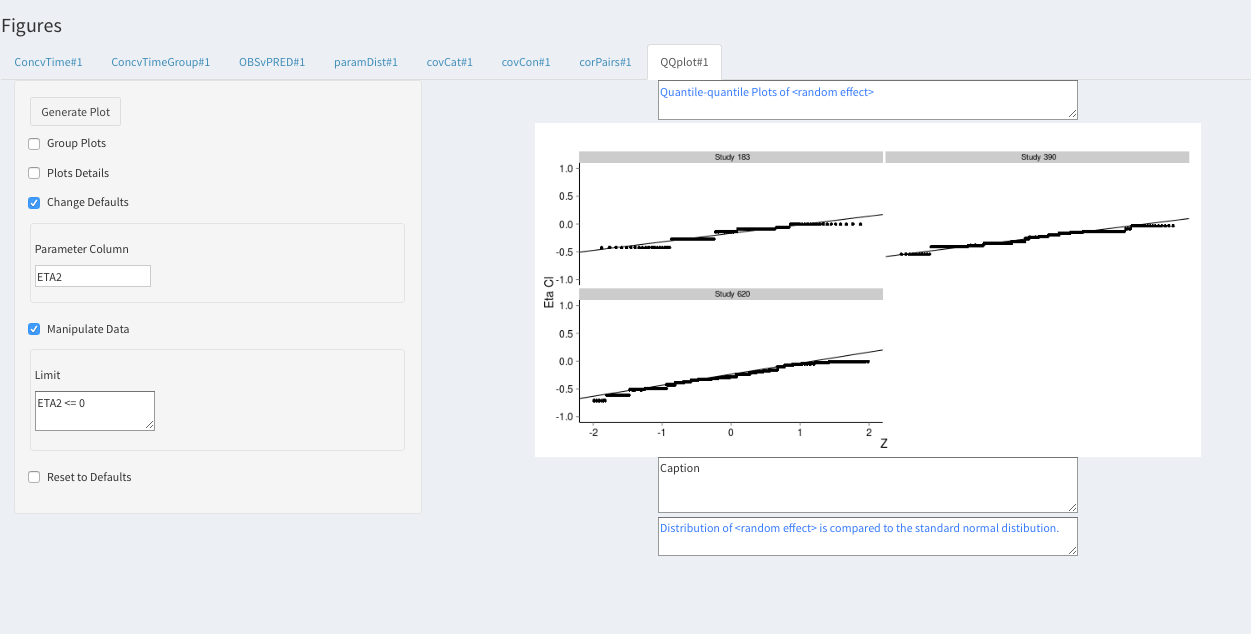 Figures
ConcvTime#1 ConcvTimeGroup#1 OBSvPRED#1 paramDist#1 covCat#1 covCon#1 corPairs#1 QQplot#1
Generate Plot
Group Plots
Plots Details
Change Defaults
Parameter Column
ETA2
Manipulate Data
Limit
ETA2 <= 0
Reset to Defaults
Quantile-quantile Plots of <random effect>
Study 183 Study 390
1.0
0.5
0.0
-0.5
-1.0
Eta Cl
Study 620
1.0
0.5
0.0
-0.5
-1.0
-2 -1 0 1 2
Z
Caption
Distribution of <random effect> is compared to the standard normal distibution.